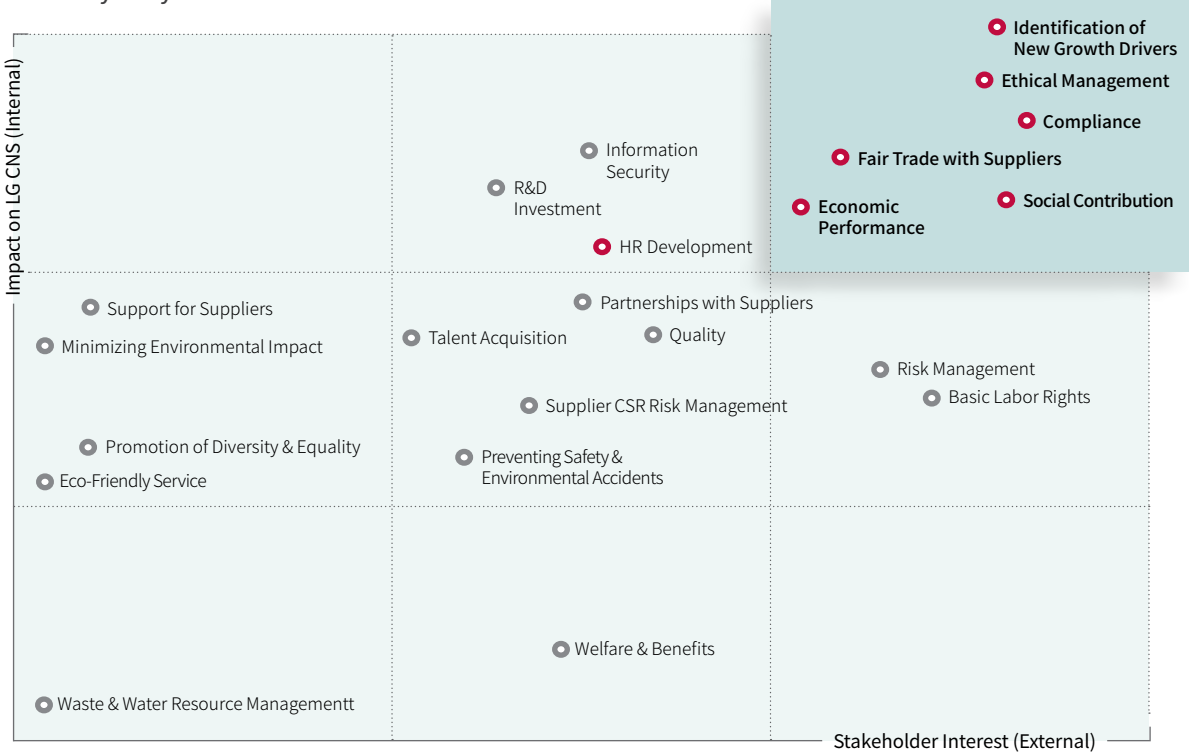 Impact on LG CNS (Internal)
Identification of
New Growth Drivers
Ethical Management
Compliance
Fair Trade with Suppliers
Social Contribution
Economic
Performance
Information
Security
R&D
Investment
HR Development
Support for Suppliers
Minimizing Environmental Impact
Partnerships with Suppliers
Talent Acquisition
Quality
Risk Management
Basic Labor Rights
Supplier CSR Risk Management
Promotion of Diversity & Equality
Preventing Safety &
Environmental Accidents
Eco-Friendly Service
Welfare & Benefits
Waste & Water Resource Managementt
Stakeholder Interest (External)